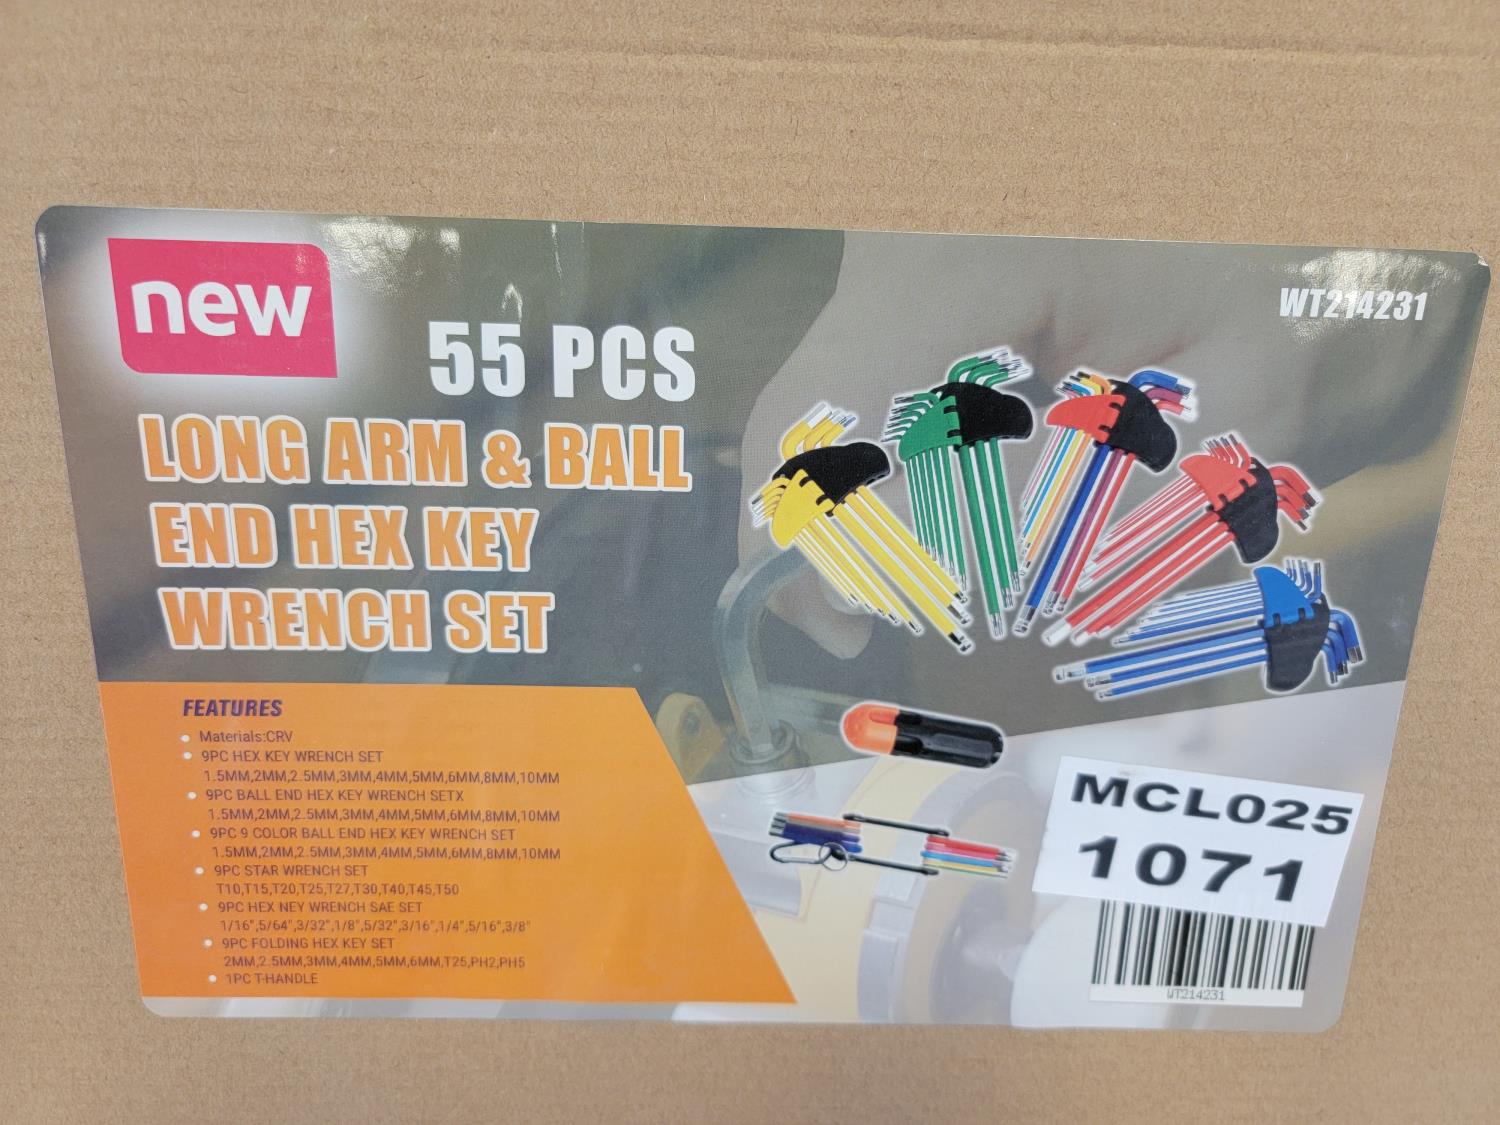 new
WT214231
55 PCS
LONG ARM & BALL
END HEX KEY
WRENCH SET
FEATURES
Materials:CRV
9PC HEX KEY WRENCH SET
1.5MM,2MM,2.5MM,3MM,4MM,5MM,6MM,8MM,10MM
9PC BALL END HEX KEY WRENCH SETX
1.5MM,2MM,2.5MM,3MM,4MM,5MM,6MM,8MM,10MM
9PC 9 COLOR BALL END HEX KEY WRENCH SET
1.5MM,2MM,2.5MM,3MM,4MM,5MM,6MM,8MM,10MM
9PC STAR WRENCH SET
T10,T15,T20,T25,T27,T30,T40,T45,T50
9PC HEX NEY WRENCH SAE SET
1/16",5/64",3/32",1/8",5/32",3/16",1/4",5/16",3/8"
9PC FOLDING HEX KEY SET
2MM,2.5MM,3MM,4MM,5MM,6MM,T25,PH2,PH5
1PC T-HANDLE
MCL025
1071
WT214231